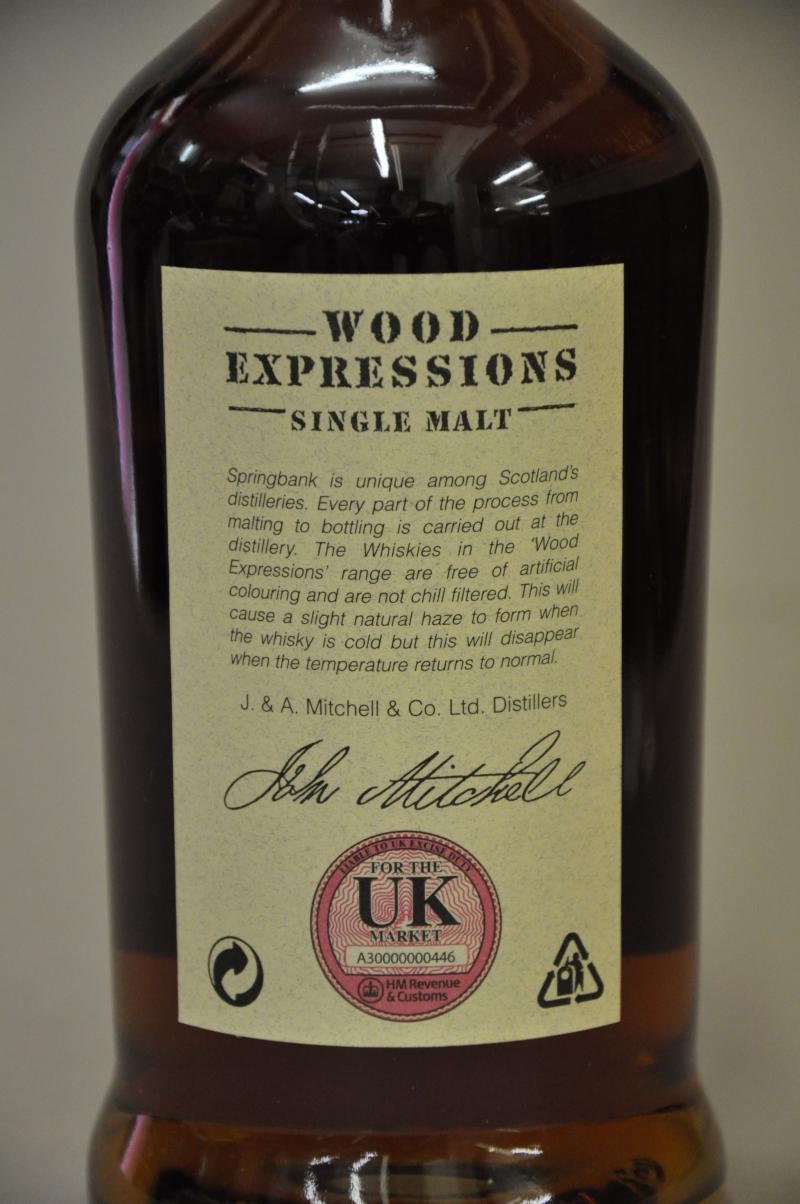 WOOD
EXPRESSIONS
SINGLE MALT
Springbank is unique among Scotland's
distilleries. Every part of the process from
malting to bottling is carried out at the
distillery. The Whiskies in the 'Wood
Expressions' range are free of artificial
colouring and are not chill filtered. This will
cause a slight natural haze to form when
the whisky is cold but this will disappear
when the temperature returns to normal.
J. & A. Mitchell & Co. Ltd. Distillers
John Mitchell
LIABLE TO UK EXCISE DUTY
FOR THE
UK
MARKET
A30000000446
HM Revenue
& Customs